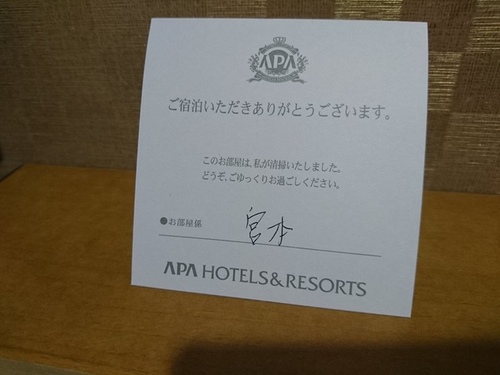 APA
ご宿泊いただきありがとうございます。
このお部屋は、私が清掃いたしました。
どうぞ、ごゆっくりお過ごしください。
●お部屋係 宮本
APA HOTELS&RESORTS